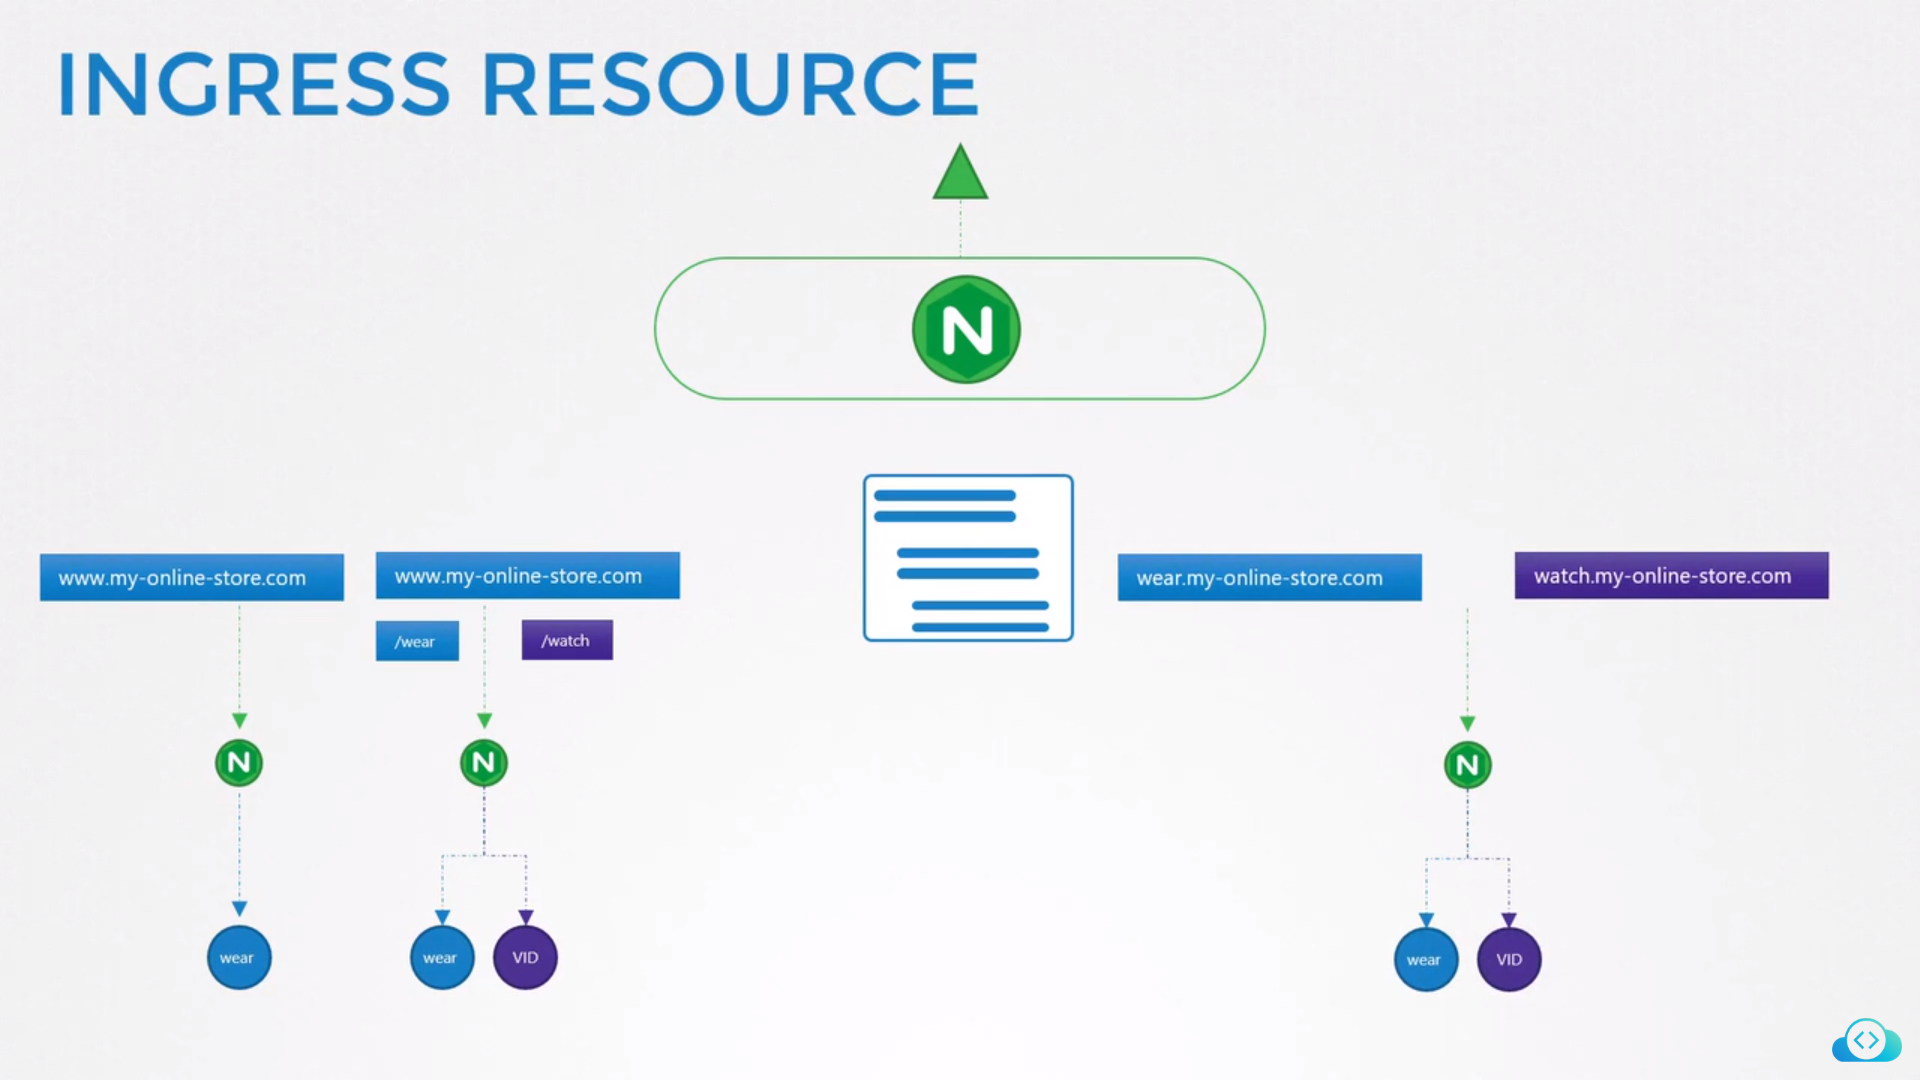 INGRESS RESOURCE
N
www.my-online-store.com
www.my-online-store.com
wear.my-online-store.com
watch.my-online-store.com
/wear
/watch
N
N
N
wear
wear
VID
wear
VID